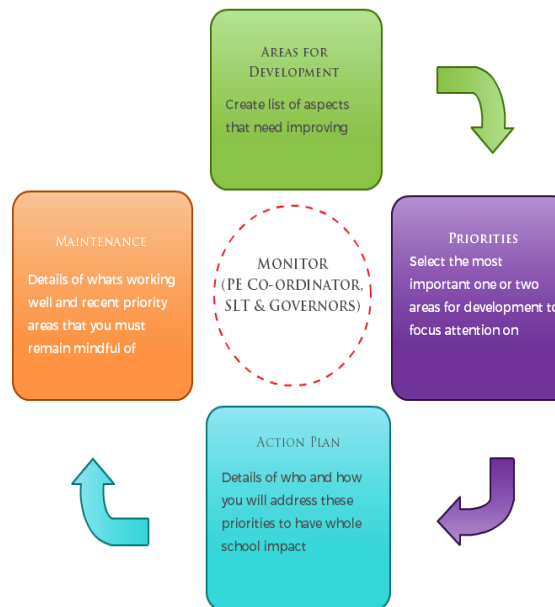 AREAS FOR
DEVELOPMENT
Create list of aspects
that need improving
PRIORITIES
Select the most
important one or two
areas for development to
focus attention on
ACTION PLAN
Details of who and how
you will address these
priorities to have whole
school impact
MAINTENANCE
Details of whats working
well and recent priority
areas that you must
remain mindful of
MONITOR
(PE CO-ORDINATOR,
SLT & GOVERNORS)